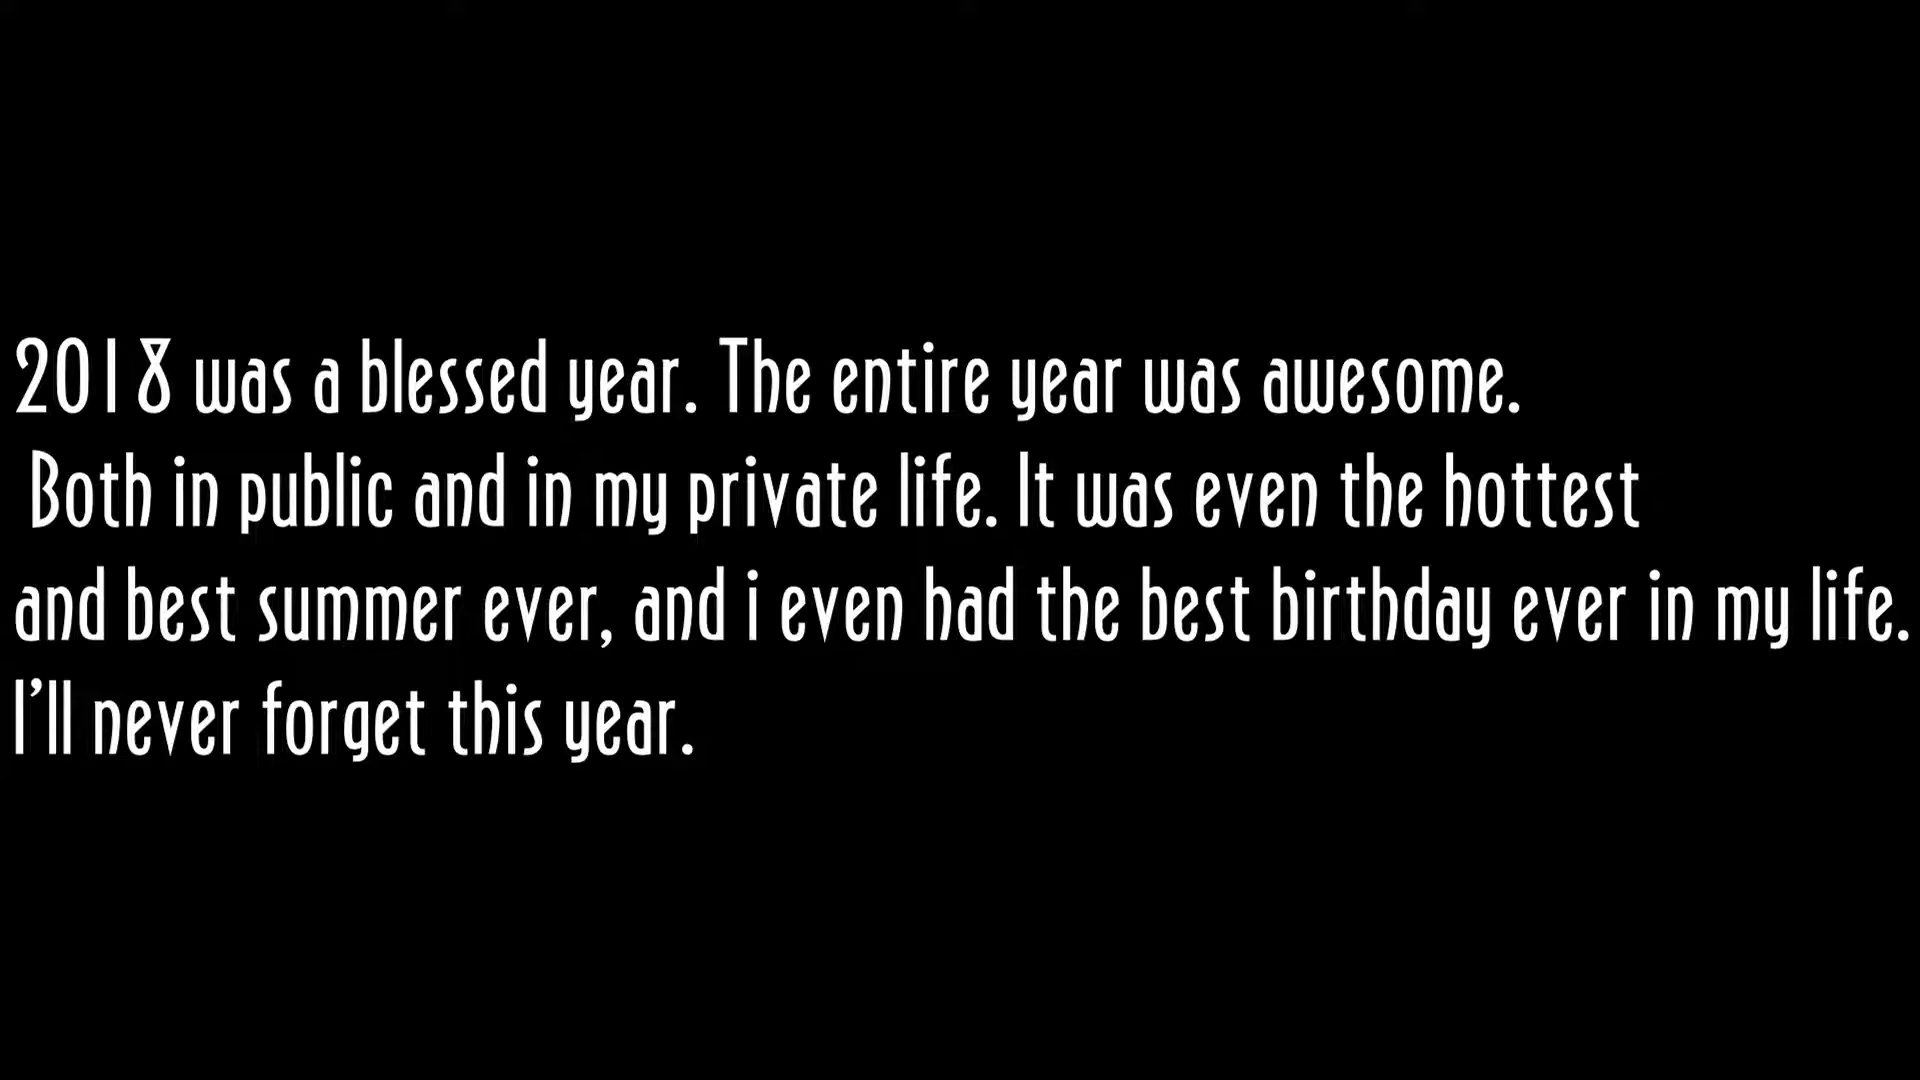 2018 was a blessed year. The entire year was awesome.
Both in public and in my private life. It was even the hottest
and best summer ever, and i even had the best birthday ever in my life.
I'll never forget this year.